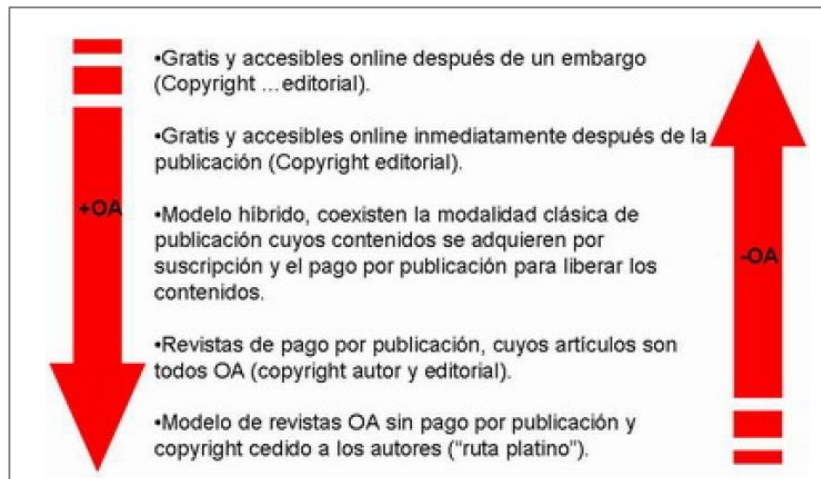 •Gratis y accesibles online después de un embargo
(Copyright ...editorial).
•Gratis y accesibles online inmediatamente después de la
publicación (Copyright editorial).
+OA
•Modelo híbrido, coexisten la modalidad clásica de
publicación cuyos contenidos se adquieren por
suscripción y el pago por publicación para liberar los
contenidos.
-OA
•Revistas de pago por publicación, cuyos artículos son
todos OA (copyright autor y editorial).
•Modelo de revistas OA sin pago por publicación y
copyright cedido a los autores ("ruta platino").